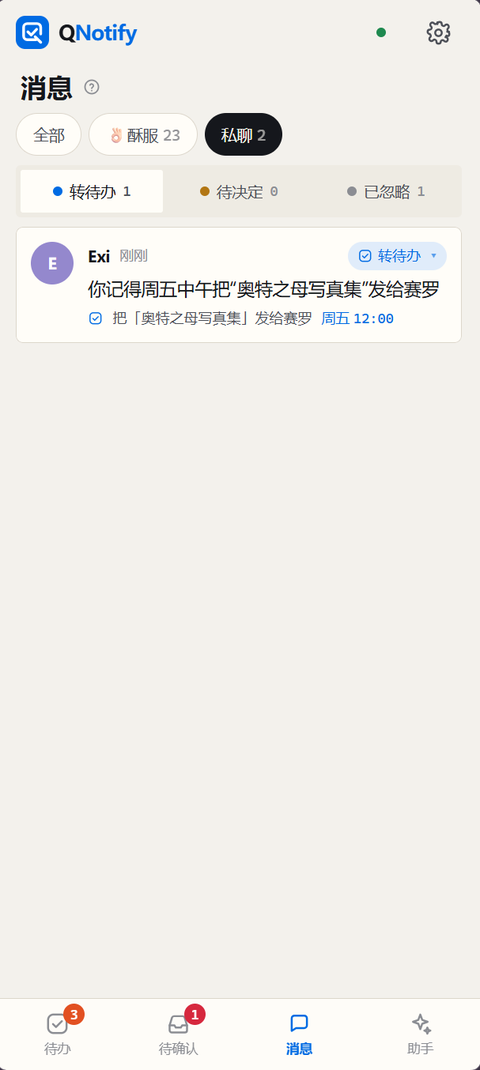 QNotify
消息
全部
👌🏻 酥服 23
私聊 2
转待办 1
待决定 0
已忽略 1
E
Exi 刚刚
转待办
你记得周五中午把“奥特之母写真集”发给赛罗
把「奥特之母写真集」发给赛罗 周五 12:00
3
待办
1
待确认
消息
助手